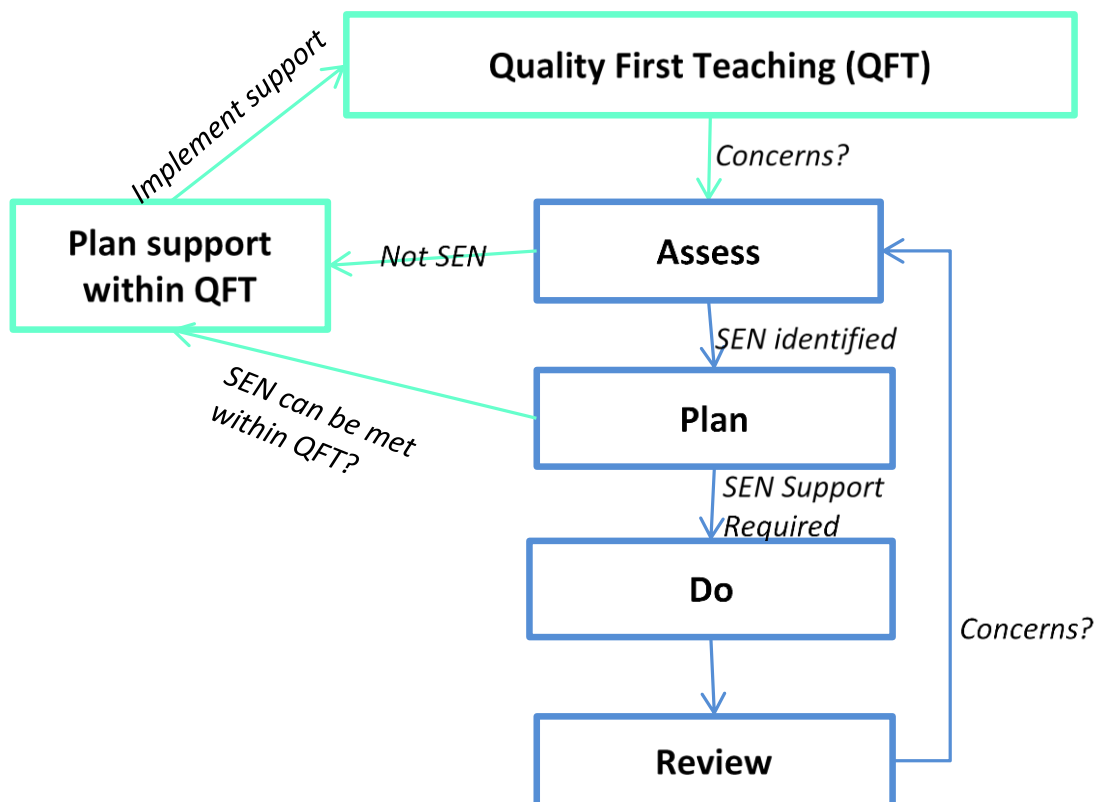 Quality First Teaching (QFT)
Implement support
Concerns?
Plan support
within QFT
Not SEN
Assess
SEN identified
SEN can be met
within QFT?
Plan
SEN Support
Required
Do
Concerns?
Review